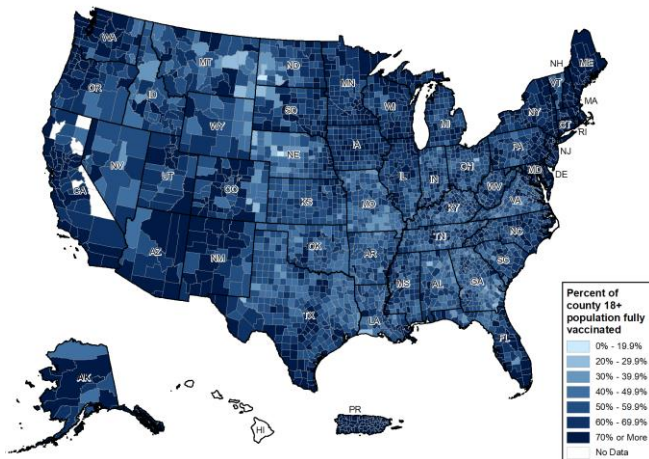 WA
MT
ND
MN
OR
ID
WY
SD
WI
MI
NH
VT
ME
NY
MA
CT
RI
NV
UT
CO
NE
IA
IL
IN
OH
PA
NJ
DE
MD
CA
KS
MO
KY
WV
VA
AZ
NM
OK
AR
TN
NC
SC
TX
LA
MS
AL
GA
FL
AK
HI
PR
Percent of
county 18+
population fully
vaccinated
0% - 19.9%
20% - 29.9%
30% - 39.9%
40% - 49.9%
50% - 59.9%
60% - 69.9%
70% or More
No Data